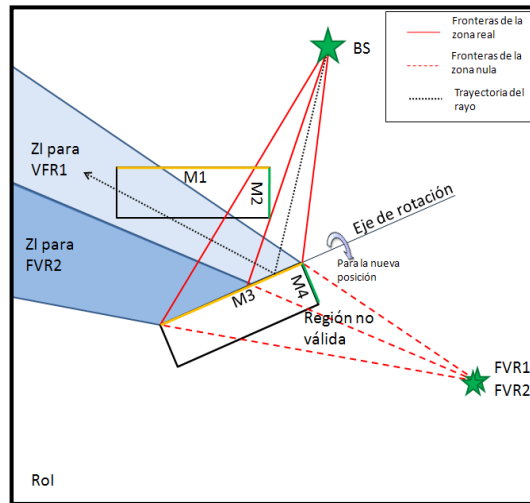 BS
Fronteras de la
zona real
Fronteras de la
zona nula
Trayectoria del
rayo
ZI para
VFR1
M1
M2
ZI para
FVR2
Eje de rotación
Para la nueva
posición
M3
M4
Región no
válida
FVR1
FVR2
RoI